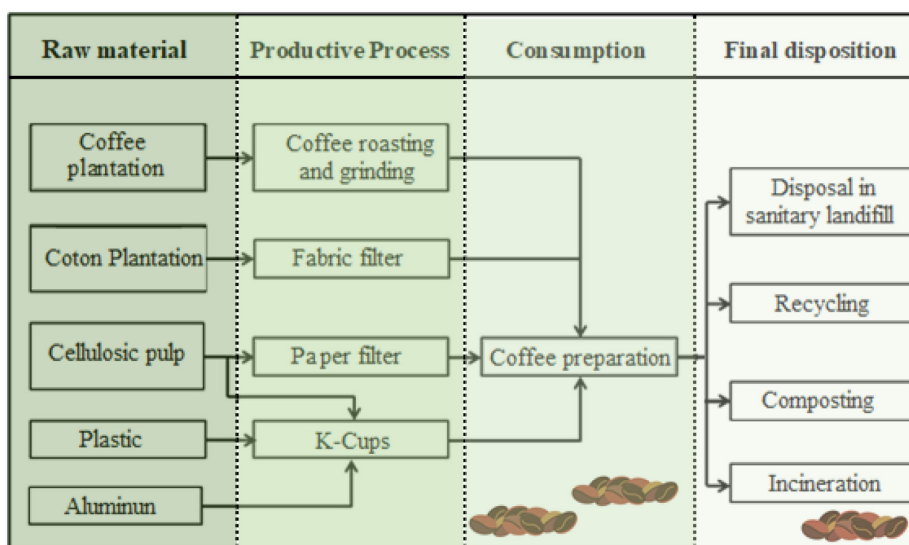 Raw material
Productive Process
Consumption
Final disposition
Coffee
plantation
Coffee roasting
and grinding
Disposal in
sanitary landifill
Coton Plantation
Fabric filter
Recycling
Cellulosic pulp
Paper filter
Coffee preparation
Composting
Plastic
K-Cups
Incineration
Aluminun